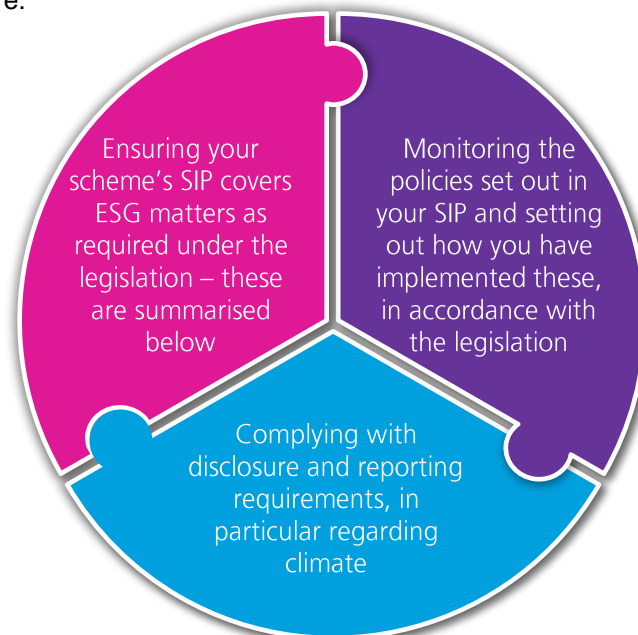 e.
Ensuring your
scheme’s SIP covers
ESG matters as
required under the
legislation – these
are summarised
below
Monitoring the
policies set out in
your SIP and setting
out how you have
implemented these,
in accordance with
the legislation
Complying with
disclosure and reporting
requirements, in
particular regarding
climate